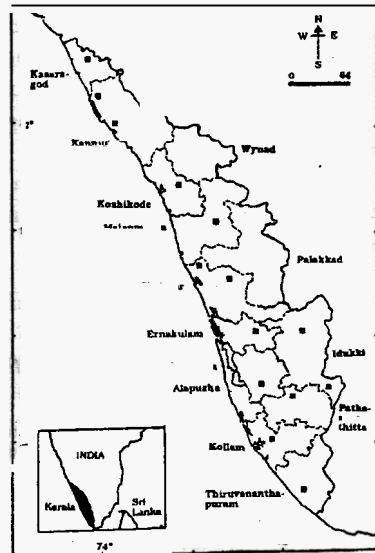 N
W E
S
0 64
Kasara-
god
Kannur
Wynad
Kozhikode
Palakkad
Ernakulam
Idukki
Alapuzha
Patha-
thitta
Kollam
Thiruvanantha-
puram
INDIA
Kerala
Sri
Lanka
74°